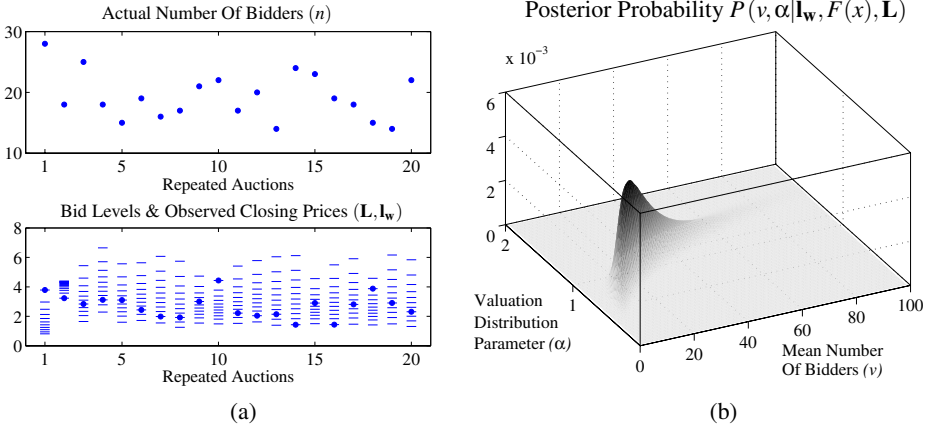 Actual Number Of Bidders (n)
30
20
10
1
5
10
15
20
Repeated Auctions
Bid Levels & Observed Closing Prices (L, l_w)
8
6
4
2
0
1
5
10
15
20
Repeated Auctions
(a)
Posterior Probability P(v,α|l_w,F(x),L)
x 10⁻³
6
4
2
0
2
1
0
20
40
60
80
100
Valuation
Distribution
Parameter (α)
Mean Number
Of Bidders (v)
(b)